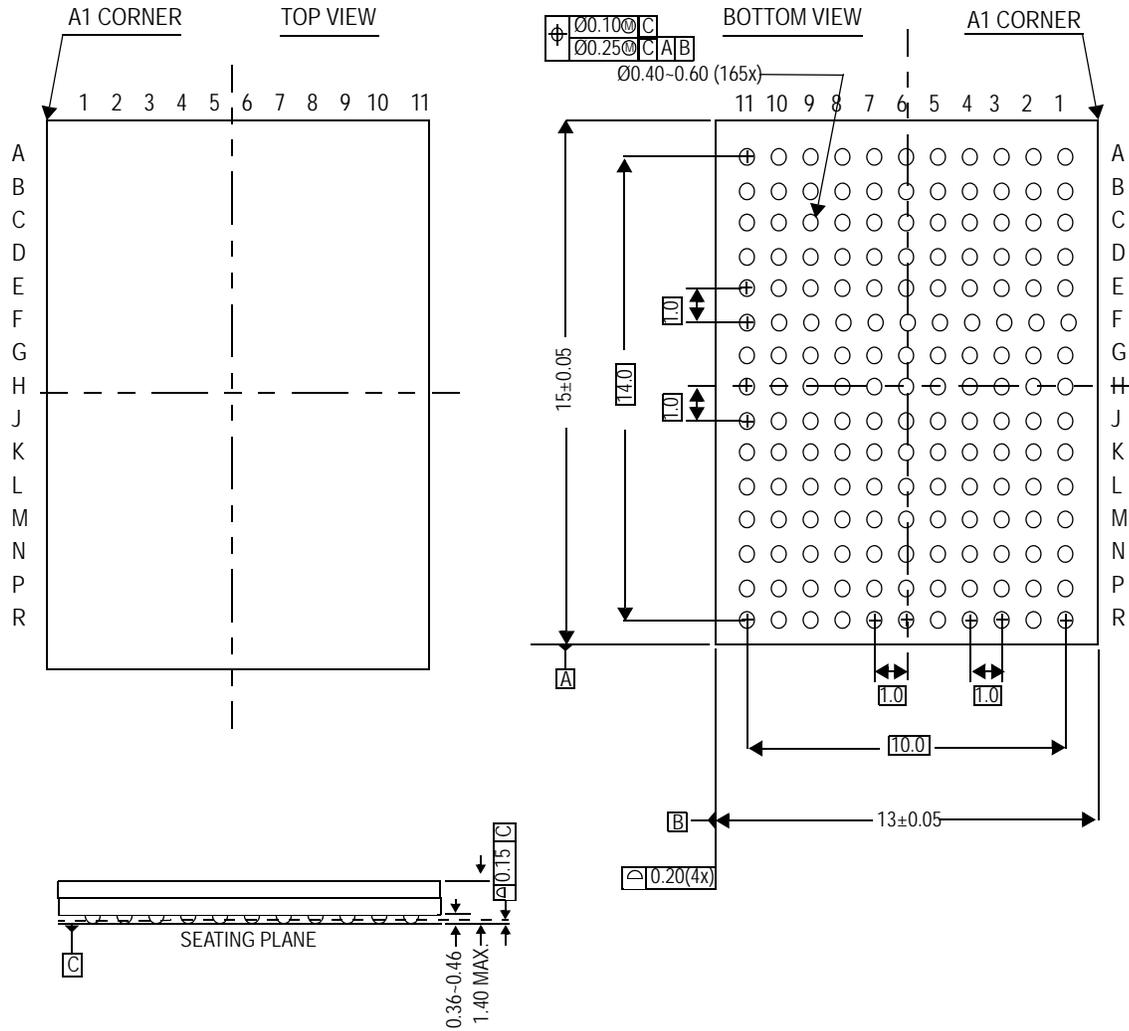 A1 CORNER TOP VIEW
1 2 3 4 5 6 7 8 9 10 11
A
B
C
D
E
F
G
H
J
K
L
M
N
P
R
Ø0.10Ⓜ C
Ø0.25Ⓜ C A B
Ø0.40~0.60 (165x)
BOTTOM VIEW A1 CORNER
11 10 9 8 7 6 5 4 3 2 1
A
B
C
D
E
F
G
H
J
K
L
M
N
P
R
1.0
1.0
14.0
15±0.05
A
1.0 1.0
10.0
B 13±0.05
0.20(4x)
0.15 C
SEATING PLANE
C
0.36~0.46
1.40 MAX.